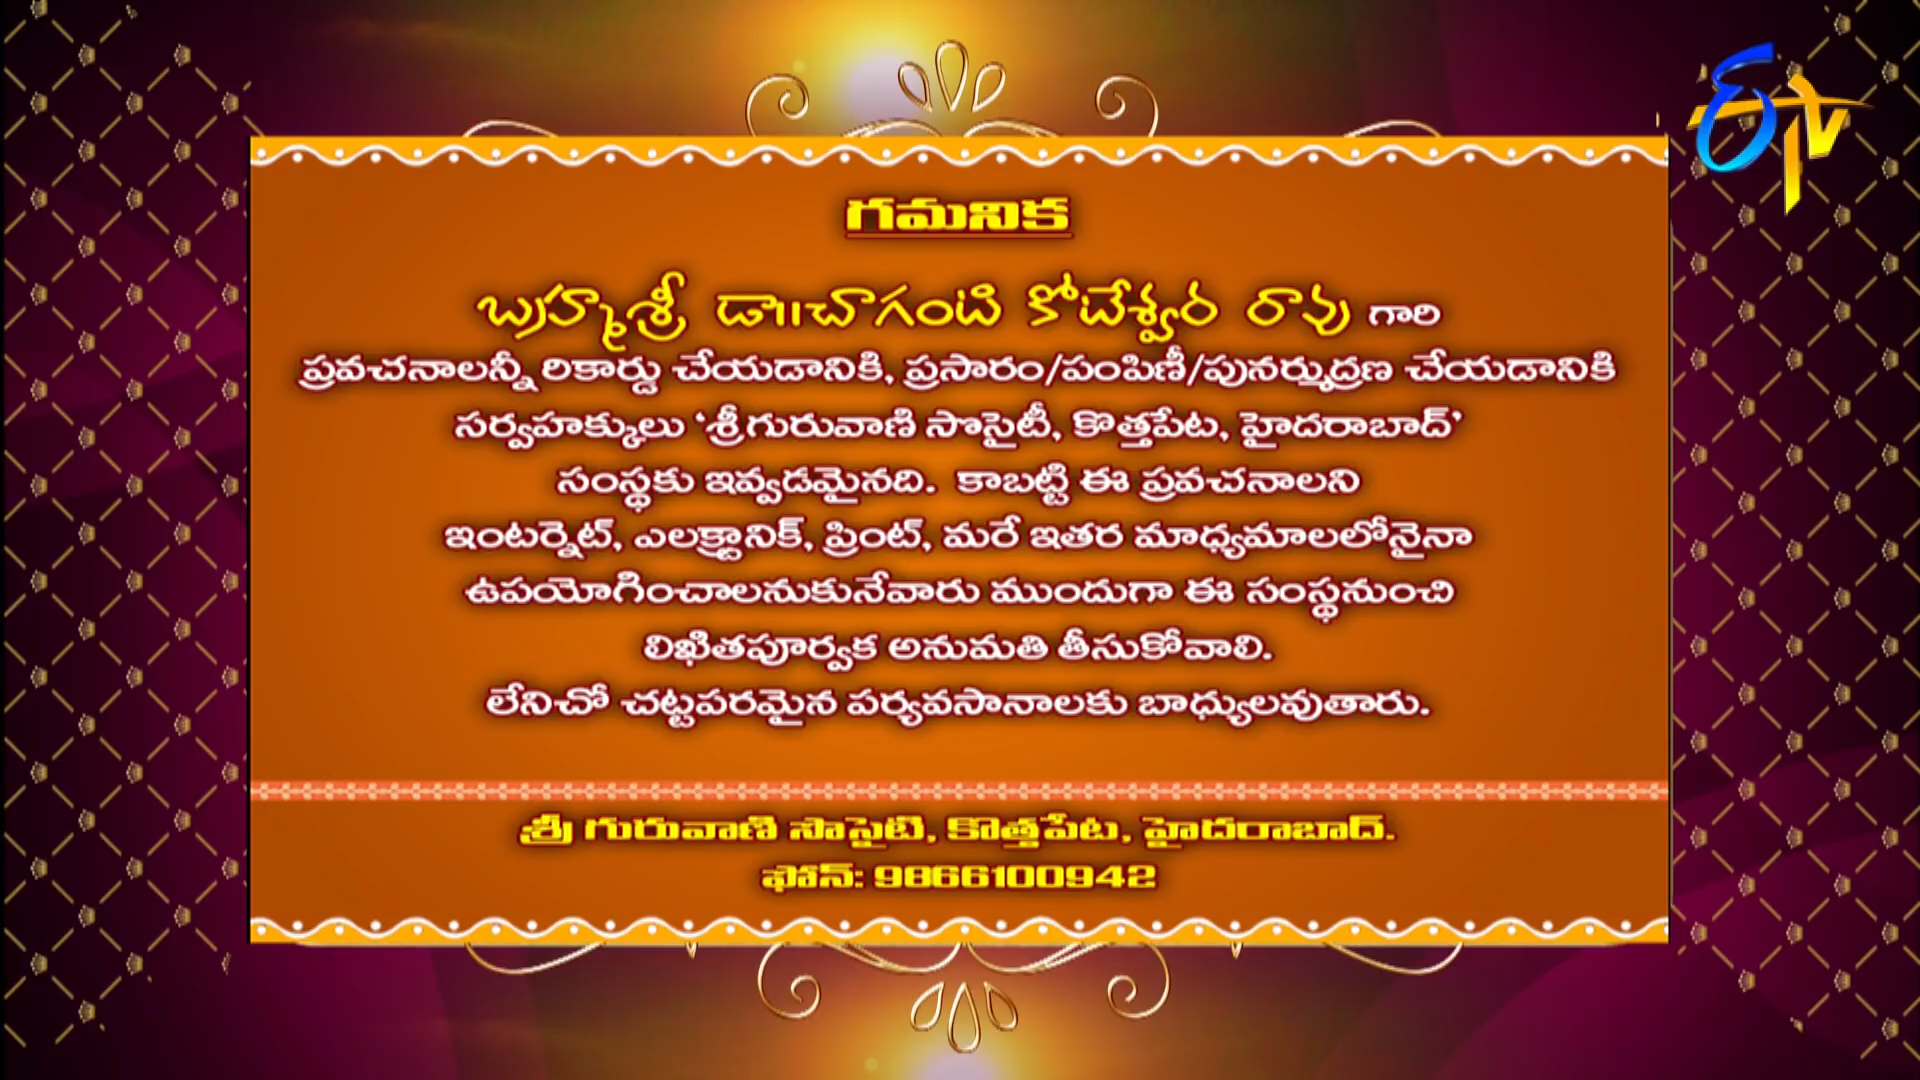 ETV
గమనిక
బ్రహ్మశ్రీ డా॥చాగంటి కోటేశ్వర రావు గారి
ప్రవచనాలన్నీ రికార్డు చేయడానికి, ప్రసారం/పంపిణీ/పునర్ముద్రణ చేయడానికి
సర్వహక్కులు ‘శ్రీగురువాణి సొసైటీ, కొత్తపేట, హైదరాబాద్’
సంస్థకు ఇవ్వడమైనది. కాబట్టి ఈ ప్రవచనాలని
ఇంటర్నెట్, ఎలక్ట్రానిక్, ప్రింట్, మరే ఇతర మాధ్యమాలలోనైనా
ఉపయోగించాలనుకునేవారు ముందుగా ఈ సంస్థనుంచి
లిఖితపూర్వక అనుమతి తీసుకోవాలి.
లేనిచో చట్టపరమైన పర్యవసానాలకు బాధ్యులవుతారు.
శ్రీ గురువాణి సొసైటి, కొత్తపేట, హైదరాబాద్.
ఫోన్: 9866100942